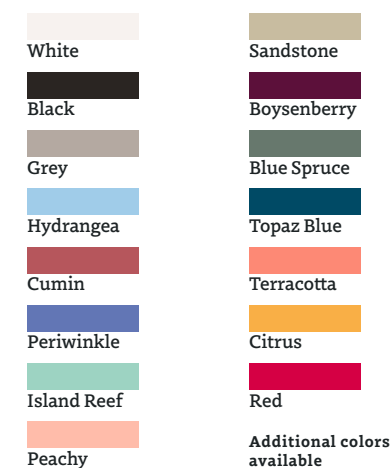 White
Black
Grey
Hydrangea
Cumin
Periwinkle
Island Reef
Peachy
Sandstone
Boysenberry
Blue Spruce
Topaz Blue
Terracotta
Citrus
Red
Additional colors
available